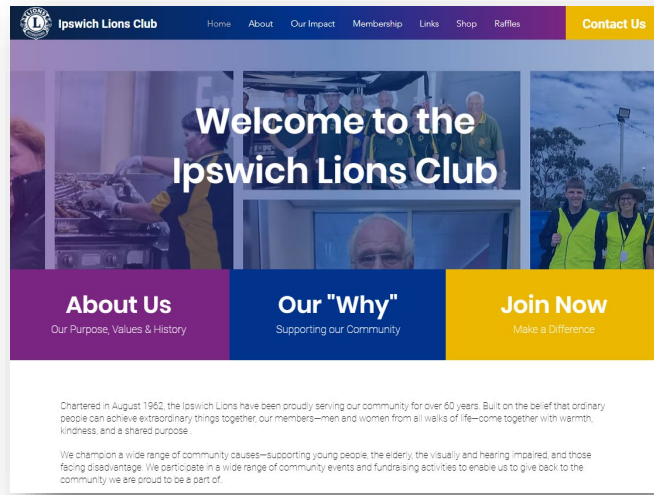 LIONS
Ipswich Lions Club
Home About Our Impact Membership Links Shop Raffles
Contact Us
Welcome to the
Ipswich Lions Club
About Us
Our Purpose, Values & History
Our "Why"
Supporting our Community
Join Now
Make a Difference
Chartered in August 1962, the Ipswich Lions have been proudly serving our community for over 60 years. Built on the belief that ordinary
people can achieve extraordinary things together, our members—men and women from all walks of life—come together with warmth,
kindness, and a shared purpose .
We champion a wide range of community causes—supporting young people, the elderly, the visually and hearing impaired, and those
facing disadvantage. We participate in a wide range of community events and fundraising activities to enable us to give back to the
community we are proud to be a part of.